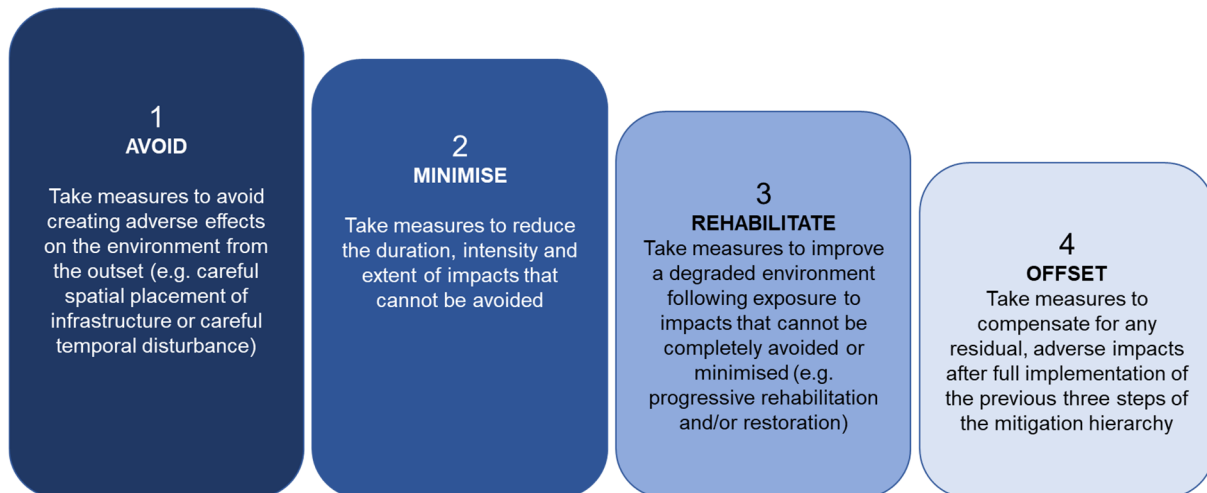 1
AVOID
Take measures to avoid
creating adverse effects
on the environment from
the outset (e.g. careful
spatial placement of
infrastructure or careful
temporal disturbance)
2
MINIMISE
Take measures to reduce
the duration, intensity and
extent of impacts that
cannot be avoided
3
REHABILITATE
Take measures to improve
a degraded environment
following exposure to
impacts that cannot be
completely avoided or
minimised (e.g.
progressive rehabilitation
and/or restoration)
4
OFFSET
Take measures to
compensate for any
residual, adverse impacts
after full implementation of
the previous three steps of
the mitigation hierarchy